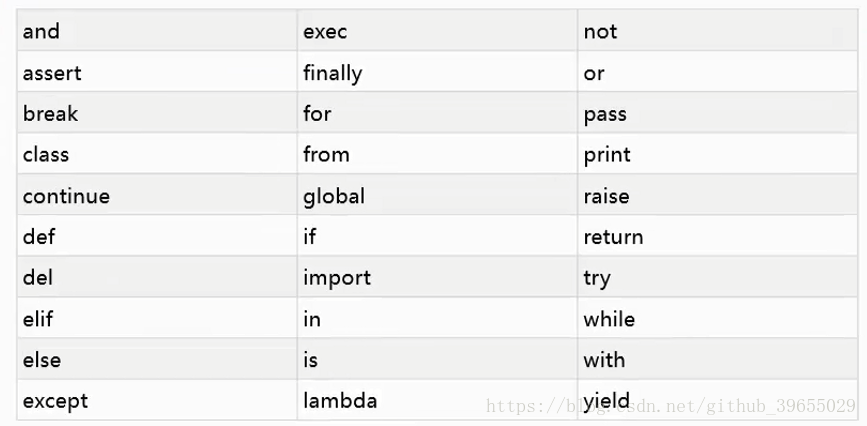 and exec not
assert finally or
break for pass
class from print
continue global raise
def if return
del import try
elif in while
else is with
except lambda yield
https://blog.csdn.net/github_39655029